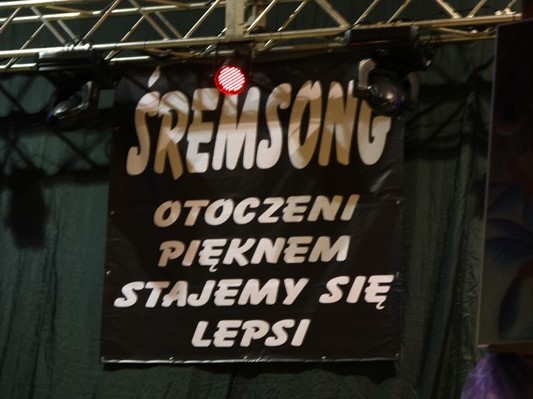 ŚREMSONG
OTOCZENI
PIĘKNEM
STAJEMY SIĘ
LEPSI